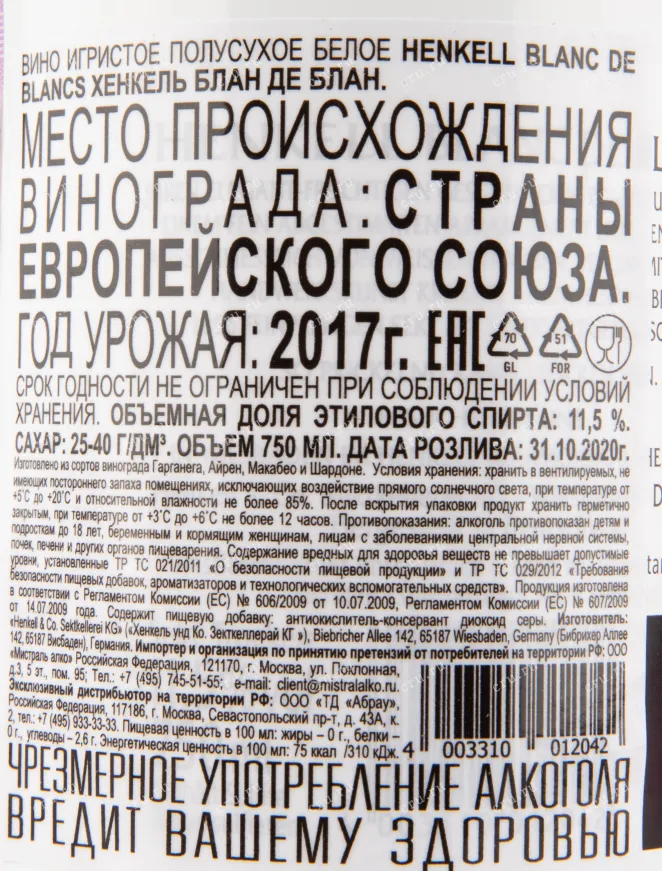 ВИНО ИГРИСТОЕ ПОЛУСУХОЕ БЕЛОЕ HENKELL BLANC DE
BLANCS ХЕНКЕЛЬ БЛАН ДЕ БЛАН.
МЕСТО ПРОИСХОЖДЕНИЯ
ВИНОГРАДА СТРАНЫ
ЕВРОПЕЙСКОГО СОЮЗА.
ГОД УРОЖАЯ: 2017г. EAC 70 GL 51 FOR
СРОК ГОДНОСТИ НЕ ОГРАНИЧЕН ПРИ СОБЛЮДЕНИИ УСЛОВИЙ
ХРАНЕНИЯ. ОБЪЕМНАЯ ДОЛЯ ЭТИЛОВОГО СПИРТА: 11,5 %.
САХАР: 25-40 Г/ДМ³. ОБЪЕМ 750 МЛ. ДАТА РОЗЛИВА: 31.10.2020г.
Изготовлено из сортов винограда Гарганега, Айрен, Макабео и Шардоне. Условия хранения: хранить в вентилируемых, не
имеющих постороннего запаха помещениях, исключающих воздействие прямого солнечного света, при температуре от
+5°С до +20°С и относительной влажности не более 85%. После вскрытия упаковки продукт хранить герметично
закрытым, при температуре от +3°С до +6°С не более 12 часов. Противопоказания: алкоголь противопоказан детям и
подросткам до 18 лет, беременным и кормящим женщинам, лицам с заболеваниями центральной нервной системы,
почек, печени и других органов пищеварения. Содержание вредных для здоровья веществ не превышает допустимые
уровни, установленные ТР ТС 021/2011 «О безопасности пищевой продукции» и ТР ТС 029/2012 «Требования
безопасности пищевых добавок, ароматизаторов и технологических вспомогательных средств». Продукция изготовлена
в соответствии с Регламентом Комиссии (ЕС) № 606/2009 от 10.07.2009, Регламентом Комиссии (ЕС) № 607/2009
от 14.07.2009 года. Содержит пищевую добавку: антиокислитель-консервант диоксид серы. Изготовитель:
«Henkell & Co. Sektkellerei KG» («Хенкель унд Ко. Зекткеллерай КГ »), Biebricher Allee 142, 65187 Wiesbaden, Germany (Бибрихер Аллее
142, 65187 Висбаден), Германия. Импортер и организация по принятию претензий от потребителей на территории РФ: ООО
«Мистраль алко» Российская Федерация, 121170, г. Москва, ул. Поклонная,
д.3, 5 эт., пом. 95; Тел.: +7 (495) 745-51-55; e-mail: client@mistralalko.ru.
Эксклюзивный дистрибьютор на территории РФ: ООО «ТД «Абрау»,
Российская Федерация, 117186, г. Москва, Севастопольский пр-т, д. 43А, к.
2, тел.: +7 (495) 933-33-33. Пищевая ценность в 100 мл: жиры – 0 г., белки –
0 г., углеводы – 2,6 г. Энергетическая ценность в 100 мл: 75 ккал /310 кДж.
4 003310 012042
ЧРЕЗМЕРНОЕ УПОТРЕБЛЕНИЕ АЛКОГОЛЯ
ВРЕДИТ ВАШЕМУ ЗДОРОВЬЮ